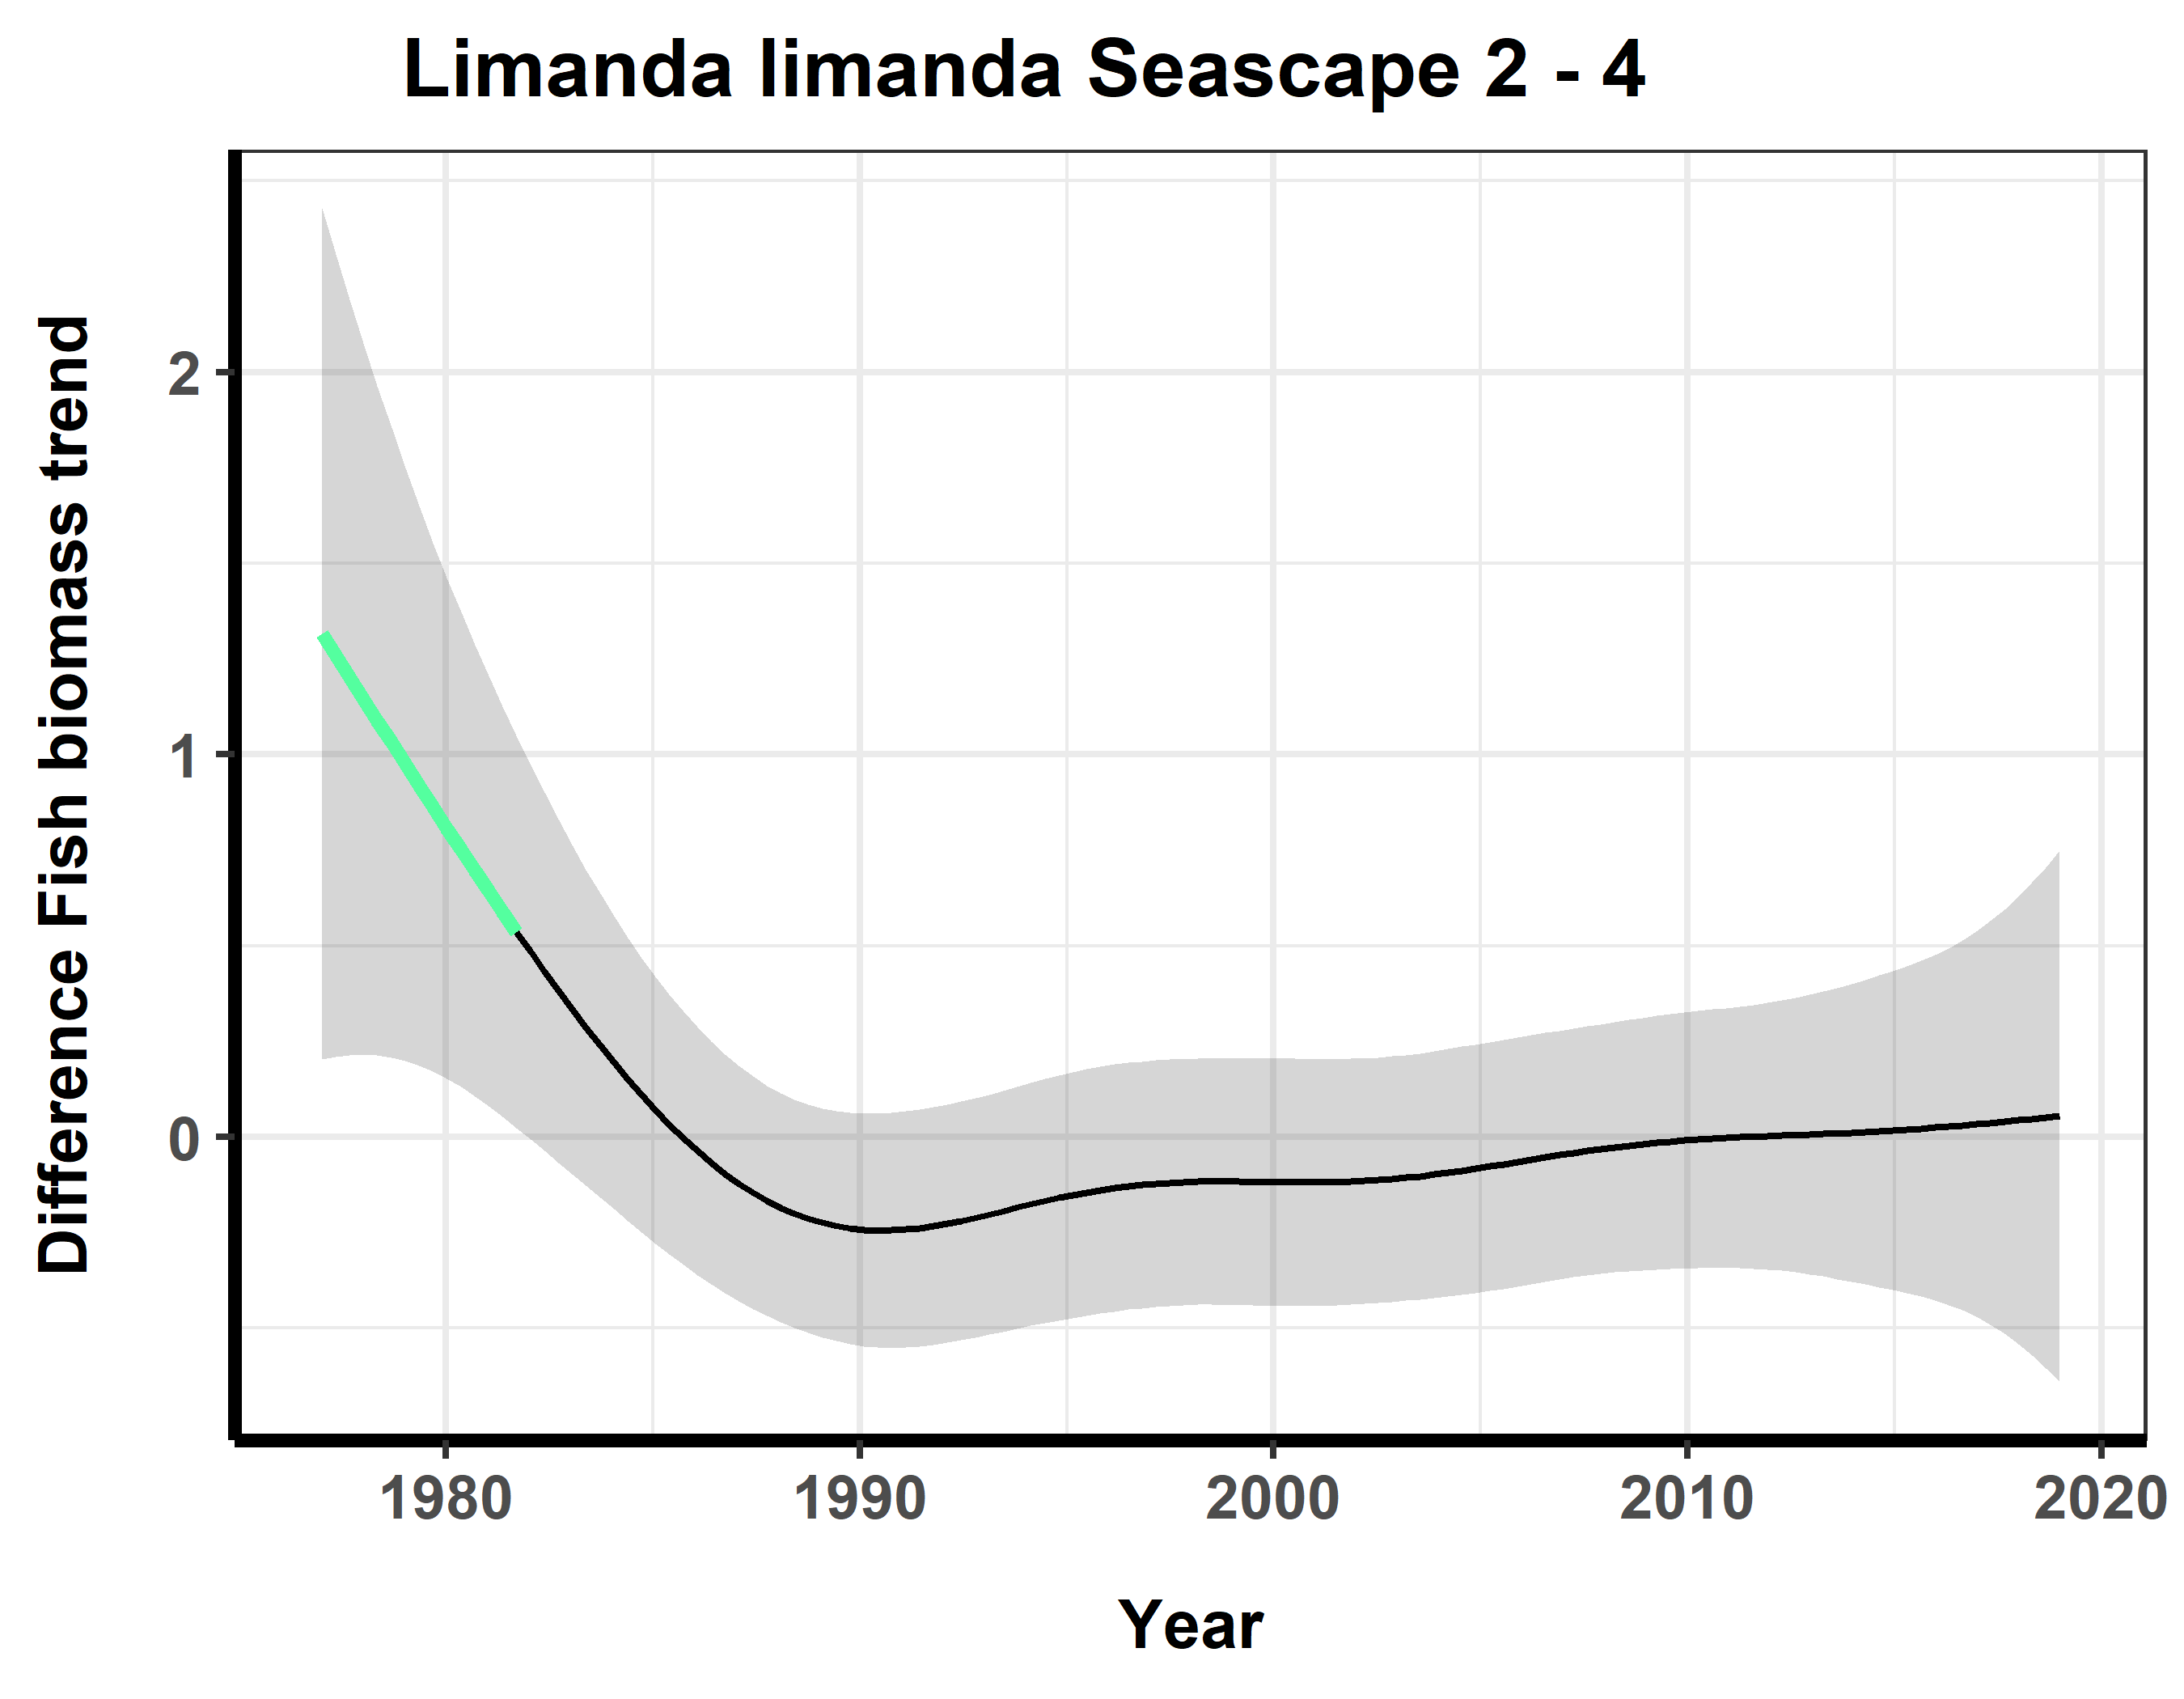 Limanda limanda Seascape 2 - 4
Difference Fish biomass trend
2
1
0
1980 1990 2000 2010 2020
Year